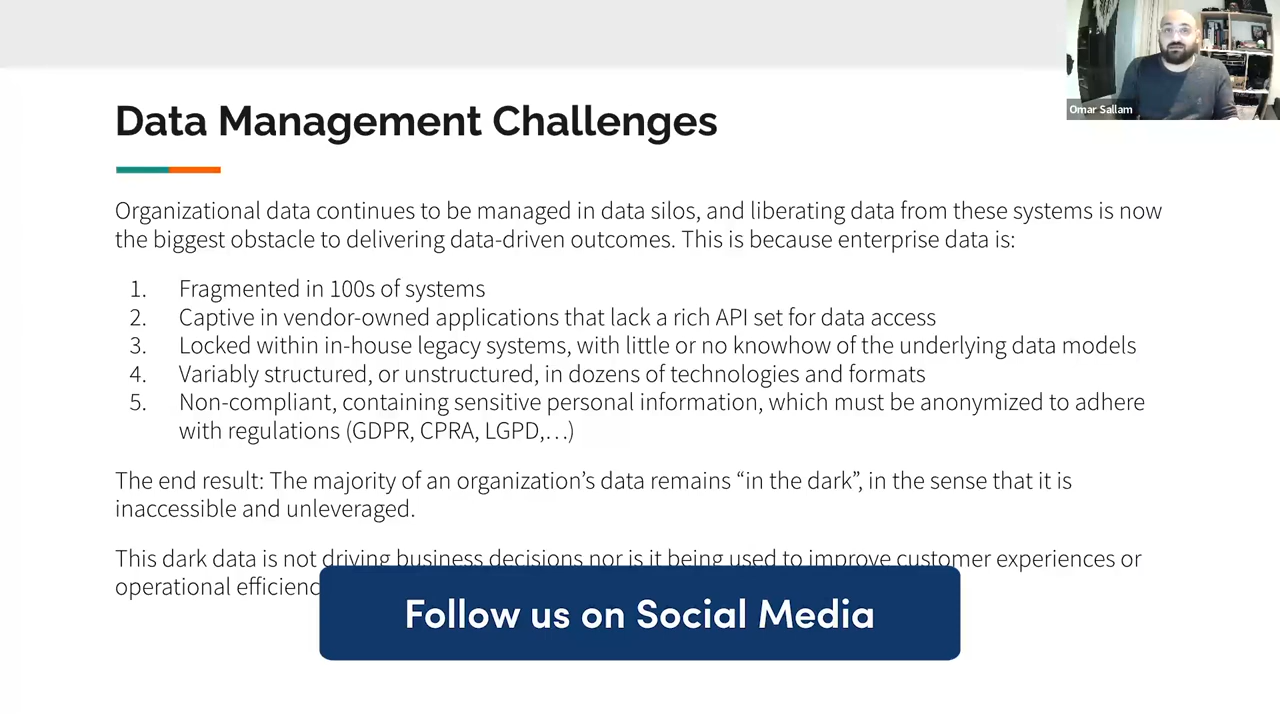 Omar Sallam
Data Management Challenges
Organizational data continues to be managed in data silos, and liberating data from these systems is now
the biggest obstacle to delivering data-driven outcomes. This is because enterprise data is:
1. Fragmented in 100s of systems
2. Captive in vendor-owned applications that lack a rich API set for data access
3. Locked within in-house legacy systems, with little or no knowhow of the underlying data models
4. Variably structured, or unstructured, in dozens of technologies and formats
5. Non-compliant, containing sensitive personal information, which must be anonymized to adhere
with regulations (GDPR, CPRA, LGPD,…)
The end result: The majority of an organization’s data remains “in the dark”, in the sense that it is
inaccessible and unleveraged.
This dark data is not driving business decisions nor is it being used to improve customer experiences or
operational
Follow us on Social Media